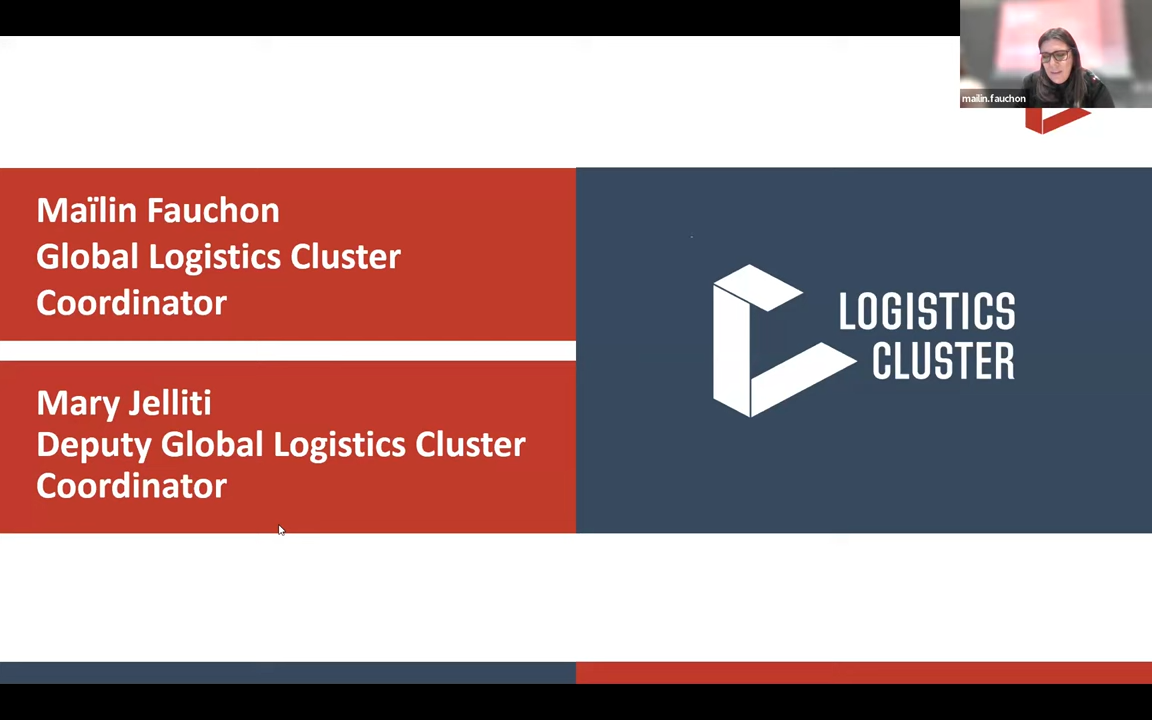 mailin.fauchon
Maïlin Fauchon
Global Logistics Cluster
Coordinator
Mary Jelliti
Deputy Global Logistics Cluster
Coordinator
LOGISTICS
CLUSTER